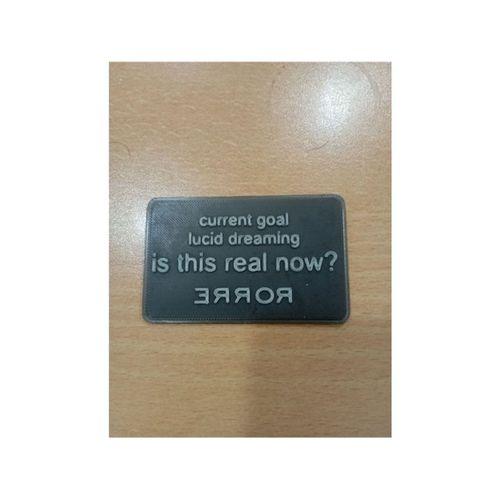 current goal
lucid dreaming
is this real now?
ƎЯЯOЯ